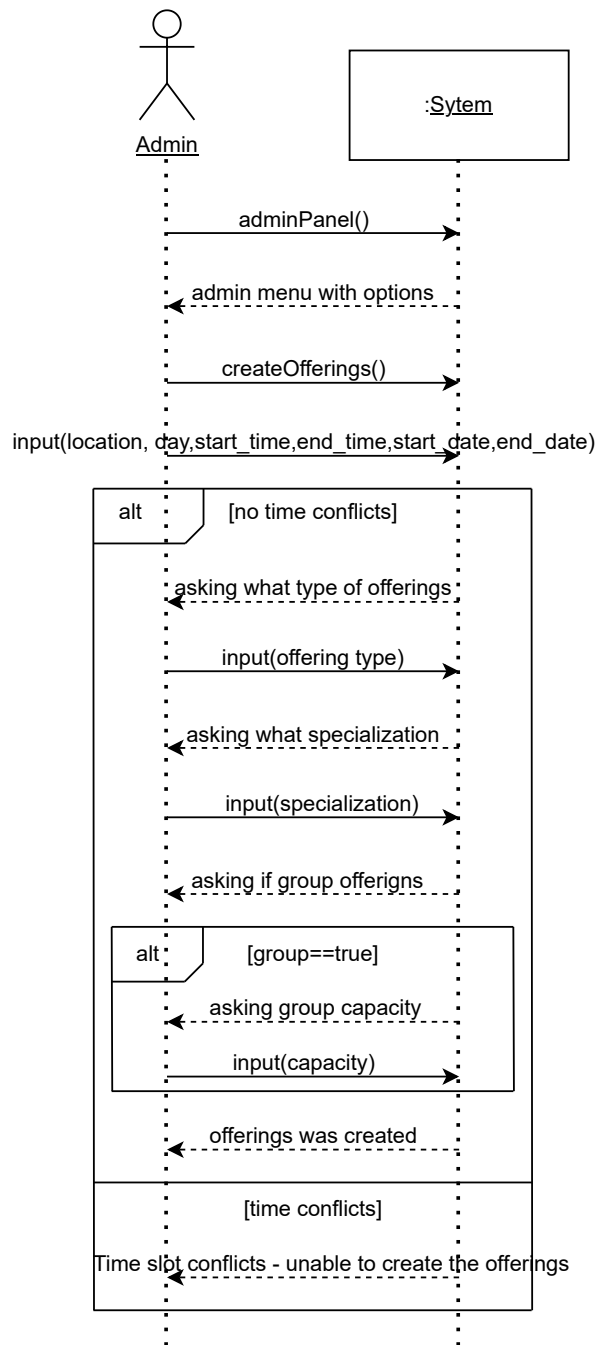 Admin
:Sytem
adminPanel()
admin menu with options
createOfferings()
input(location, day,start_time,end_time,start_date,end_date)
alt
[no time conflicts]
asking what type of offerings
input(offering type)
asking what specialization
input(specialization)
asking if group offerigns
alt
[group==true]
asking group capacity
input(capacity)
offerings was created
[time conflicts]
Time slot conflicts - unable to create the offerings